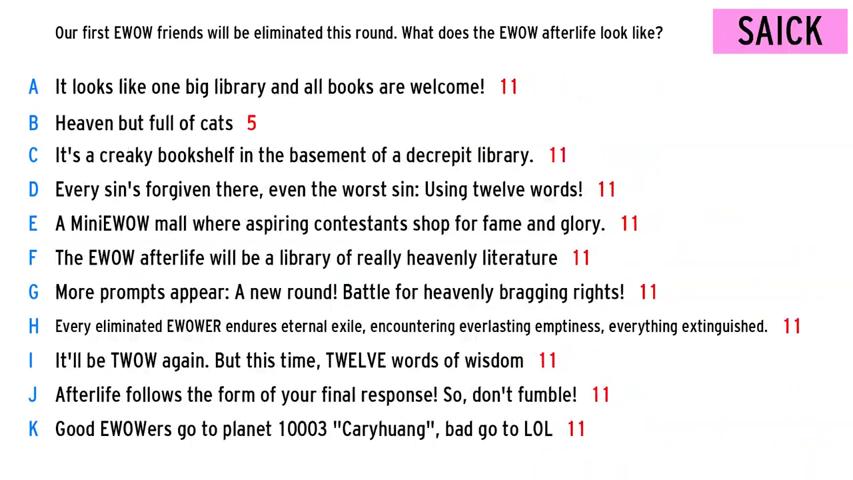 Our first EWOW friends will be eliminated this round. What does the EWOW afterlife look like?
SAICK
A It looks like one big library and all books are welcome! 11
B Heaven but full of cats 5
C It's a creaky bookshelf in the basement of a decrepit library. 11
D Every sin's forgiven there, even the worst sin: Using twelve words! 11
E A MiniEWOW mall where aspiring contestants shop for fame and glory. 11
F The EWOW afterlife will be a library of really heavenly literature 11
G More prompts appear: A new round! Battle for heavenly bragging rights! 11
H Every eliminated EWOWER endures eternal exile, encountering everlasting emptiness, everything extinguished. 11
I It'll be TWOW again. But this time, TWELVE words of wisdom 11
J Afterlife follows the form of your final response! So, don't fumble! 11
K Good EWOWers go to planet 10003 "Caryhuang", bad go to LOL 11